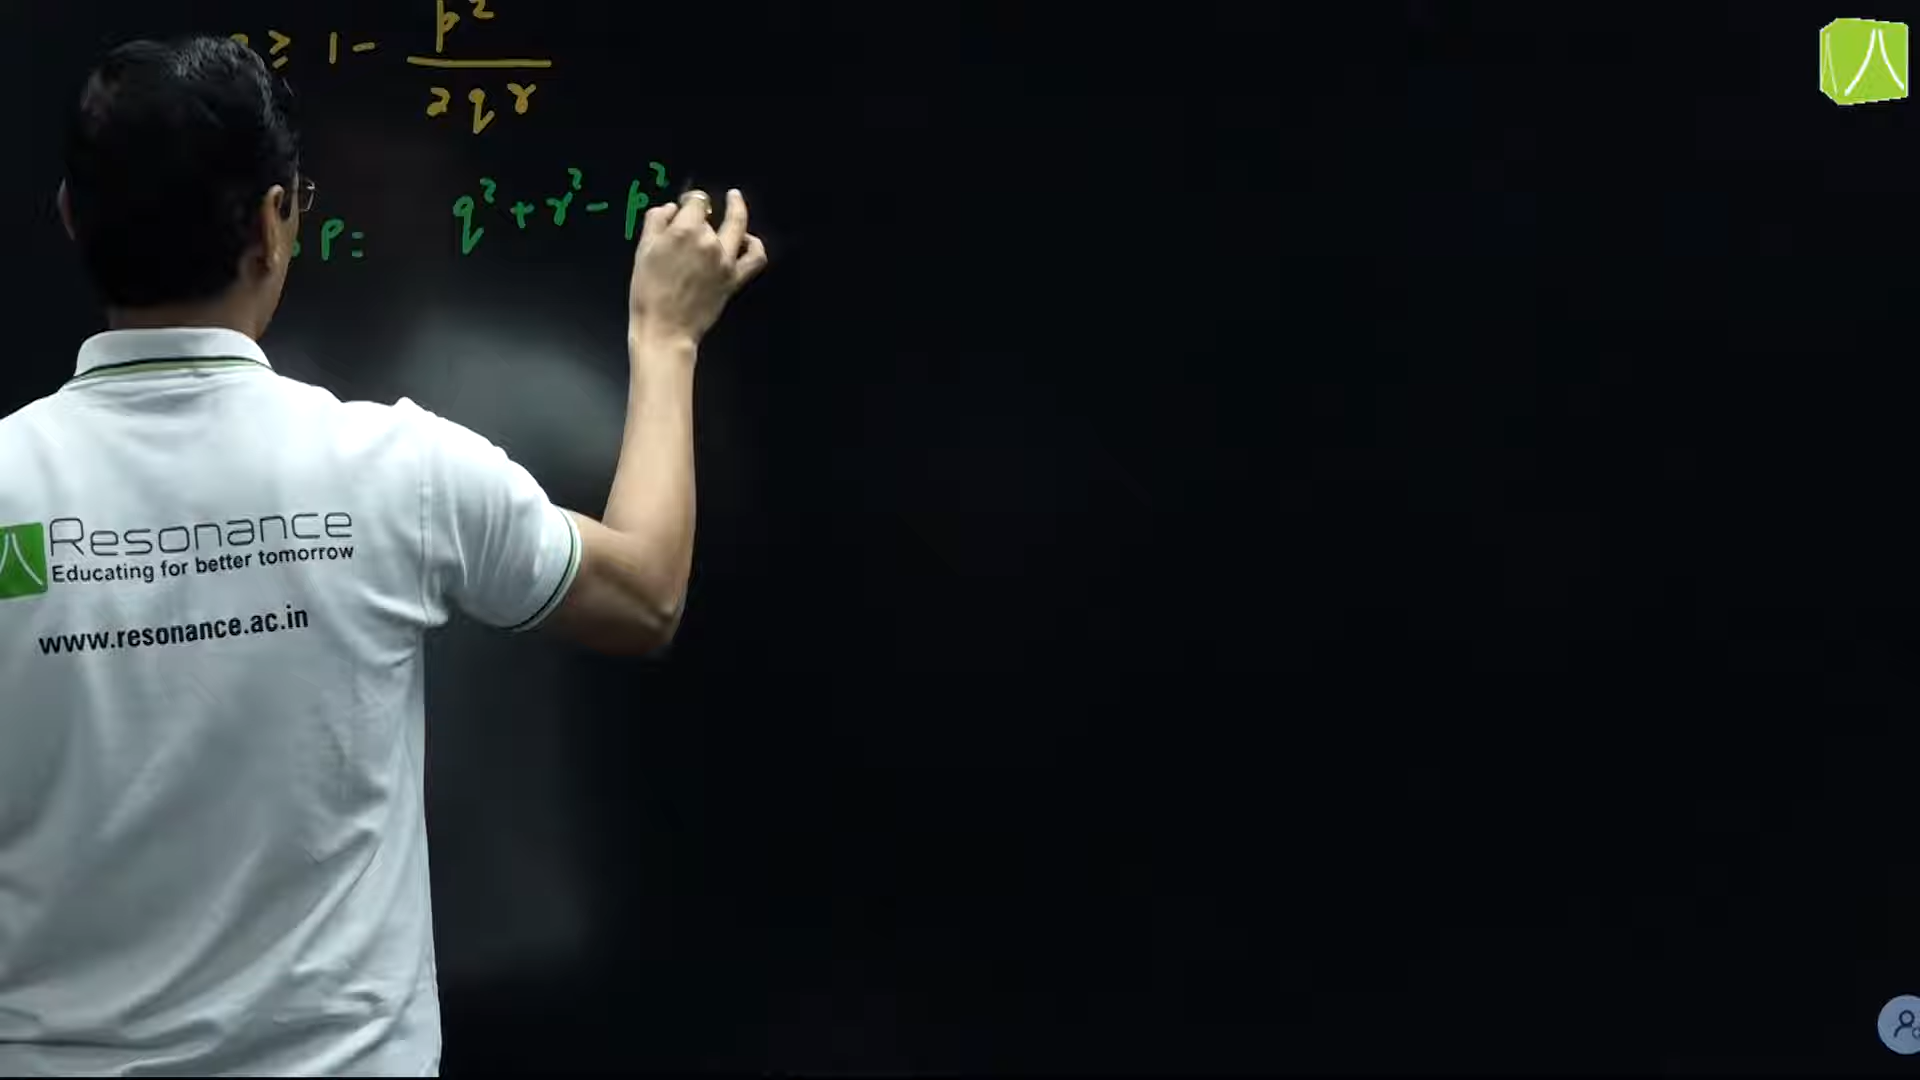 ≥ 1 - p²/2qr
P = q² + r² - p²
Resonance
Educating for better tomorrow
www.resonance.ac.in